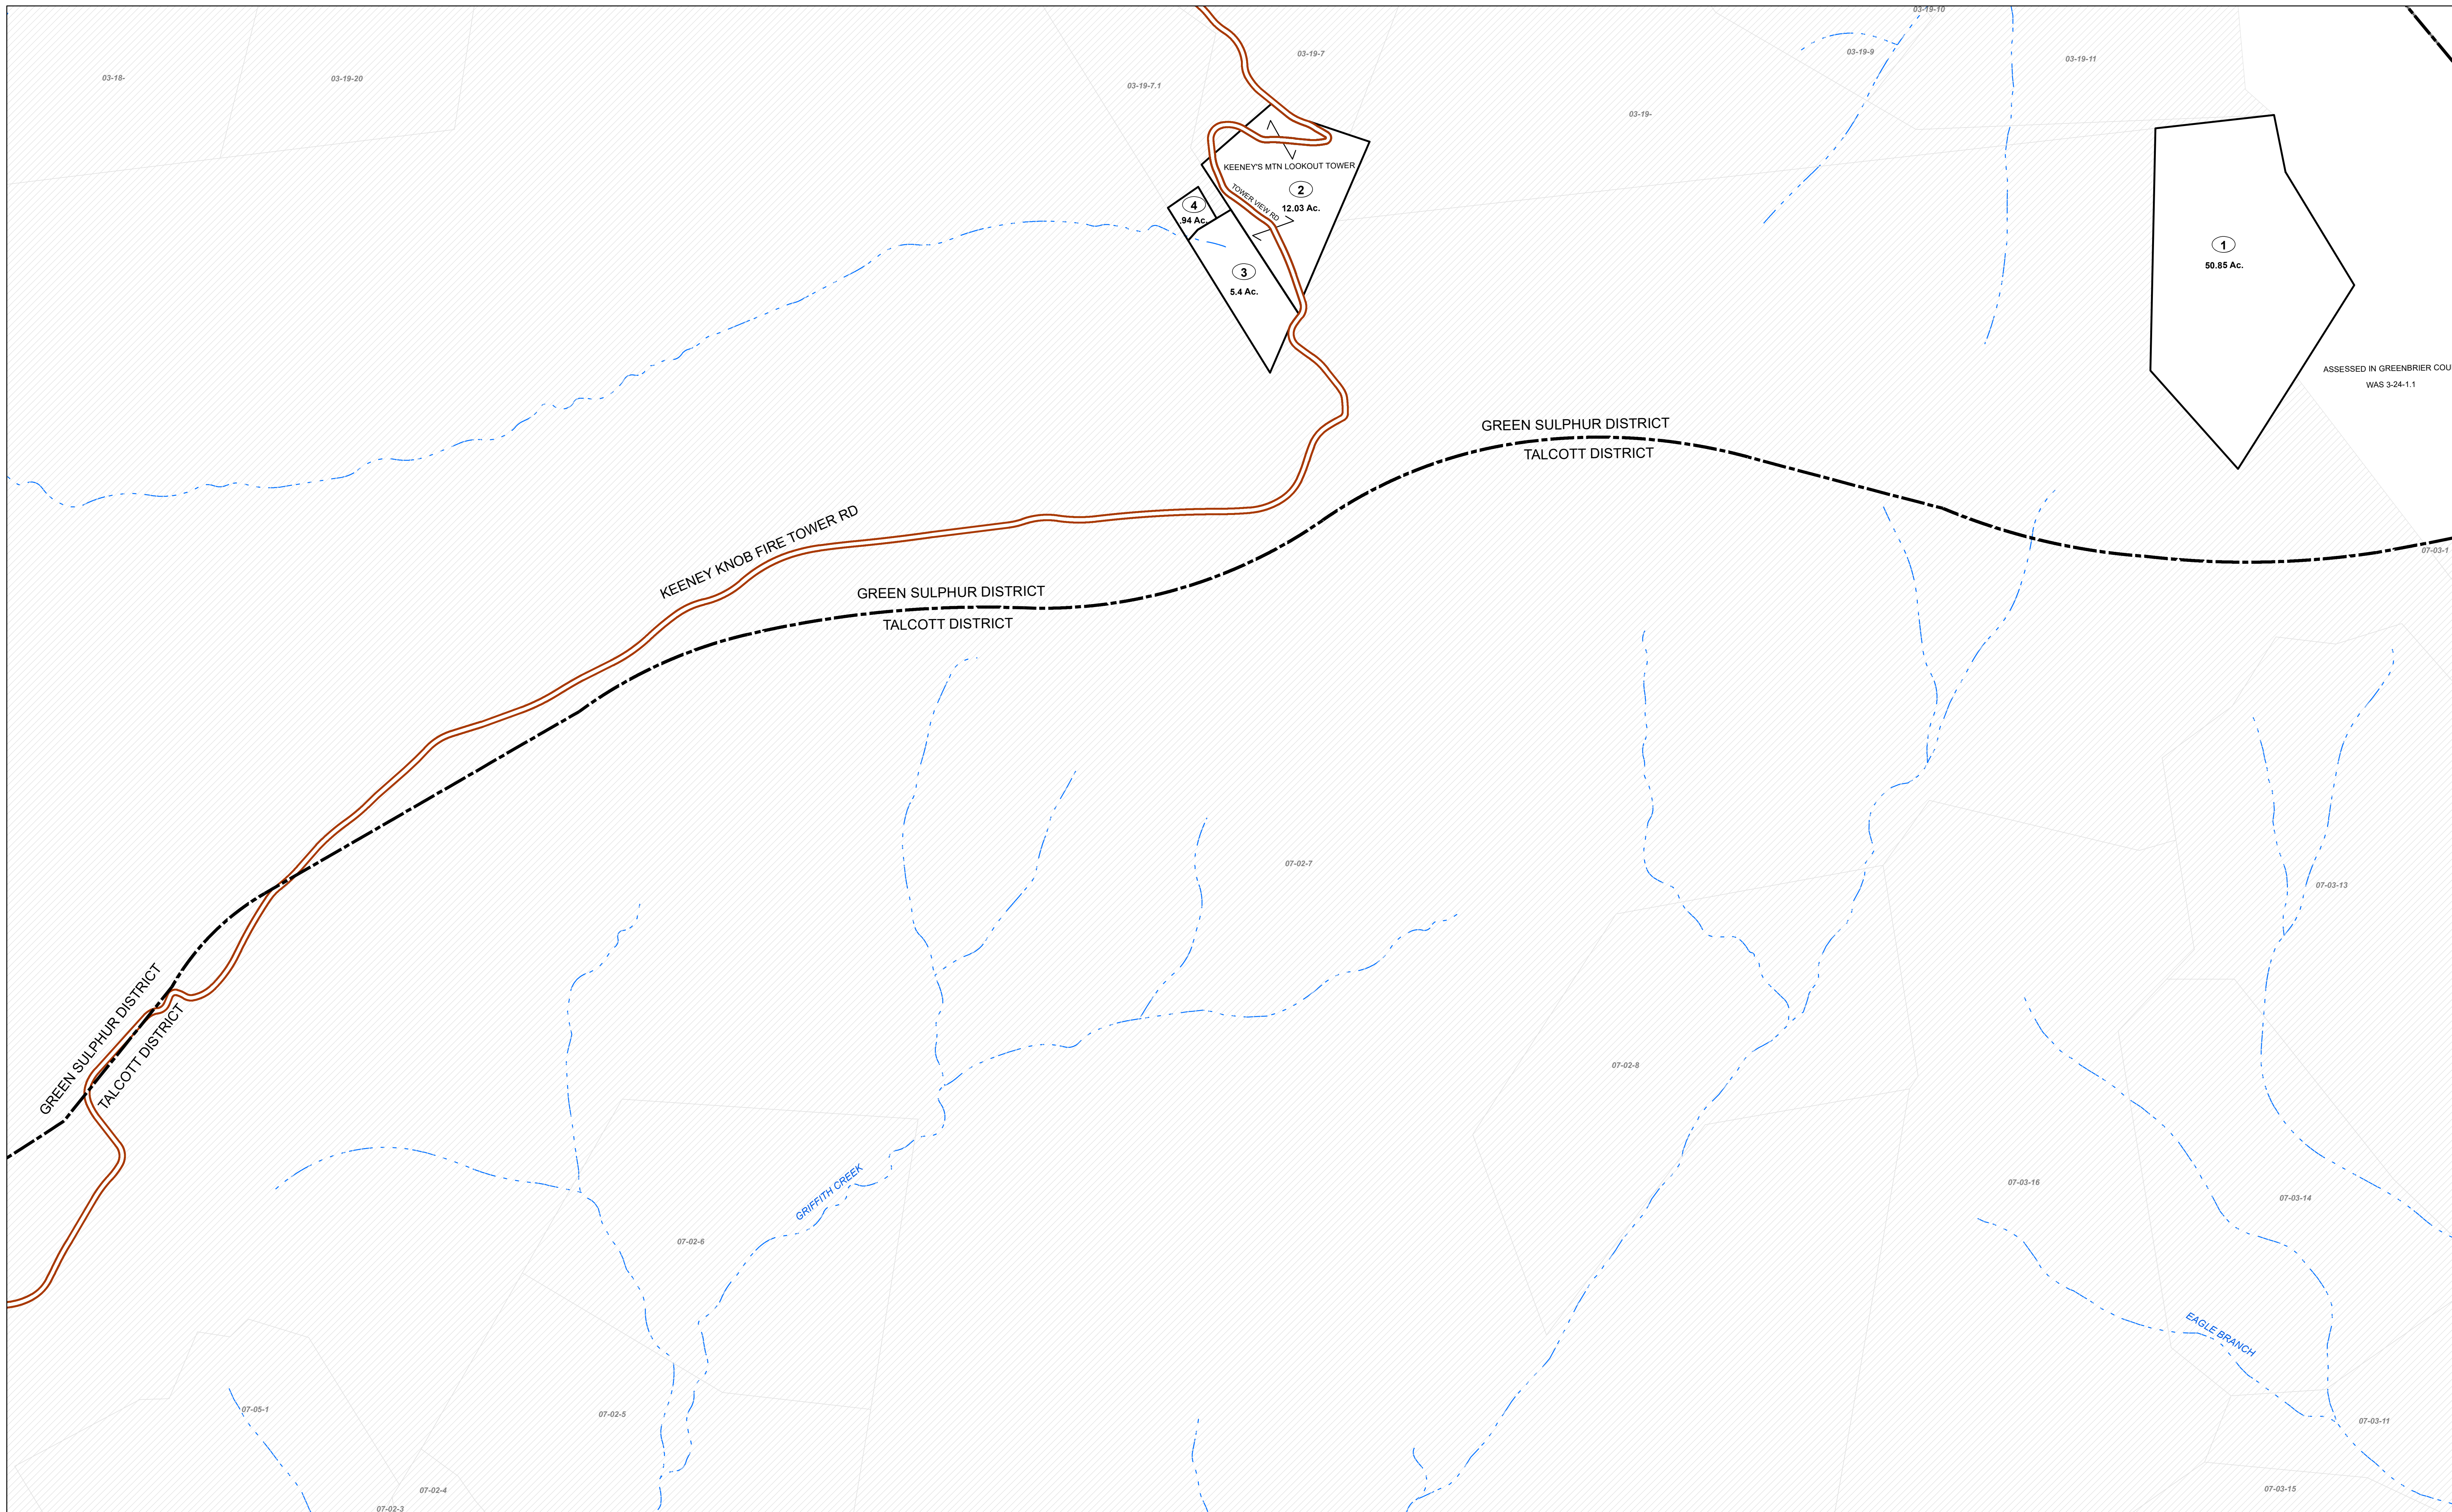 03-19-10
03-18-
03-19-20
03-19-7
03-19-7.1
03-19-9
03-19-11
03-19-
KEENEY'S MTN LOOKOUT TOWER
2
12.03 Ac.
TOWER VIEW RD
4
.94 Ac.
3
5.4 Ac.
1
50.85 Ac.
ASSESSED IN GREENBRIER COU
WAS 3-24-1.1
GREEN SULPHUR DISTRICT
TALCOTT DISTRICT
KEENEY KNOB FIRE TOWER RD
07-03-1
GREEN SULPHUR DISTRICT
TALCOTT DISTRICT
07-02-7
07-03-13
GREEN SULPHUR DISTRICT
TALCOTT DISTRICT
07-02-8
GRIFFITH CREEK
07-03-16
07-03-14
07-02-6
EAGLE BRANCH
07-05-1
07-02-5
07-03-11
07-02-4
07-03-15
07-02-3